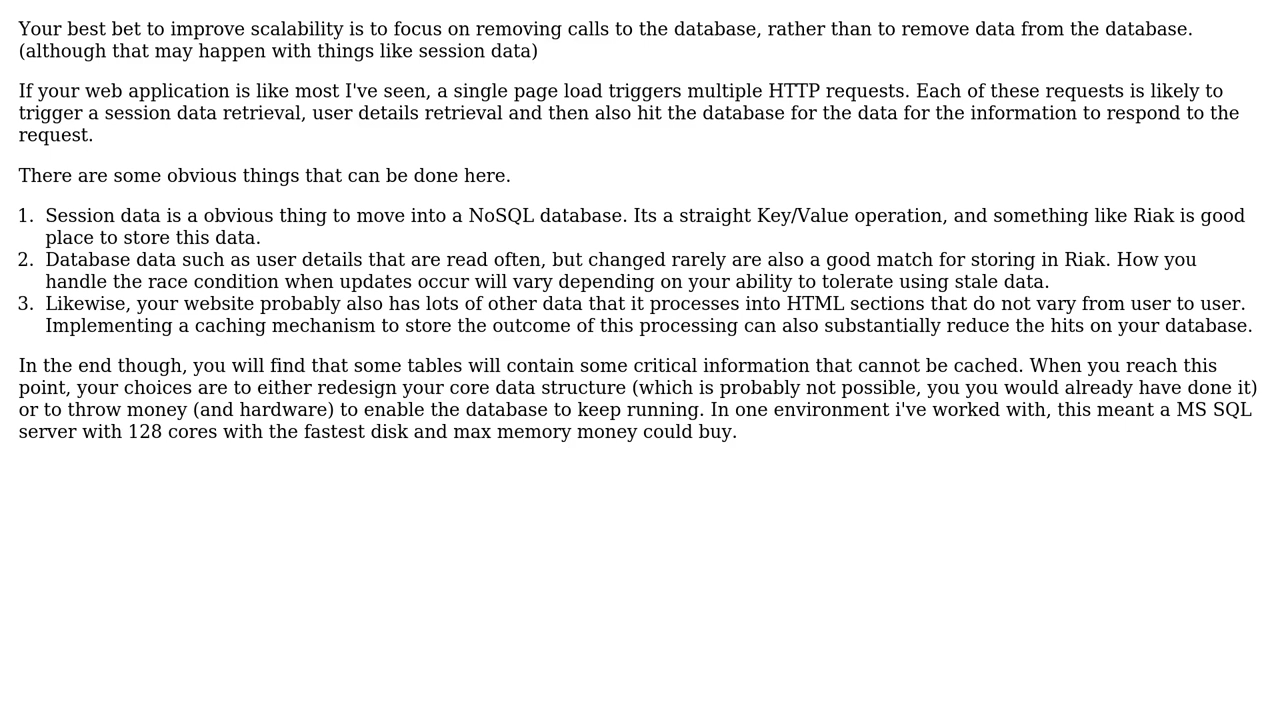 Your best bet to improve scalability is to focus on removing calls to the database, rather than to remove data from the database.
(although that may happen with things like session data)
If your web application is like most I've seen, a single page load triggers multiple HTTP requests. Each of these requests is likely to
trigger a session data retrieval, user details retrieval and then also hit the database for the data for the information to respond to the
request.
There are some obvious things that can be done here.
1. Session data is a obvious thing to move into a NoSQL database. Its a straight Key/Value operation, and something like Riak is good
place to store this data.
2. Database data such as user details that are read often, but changed rarely are also a good match for storing in Riak. How you
handle the race condition when updates occur will vary depending on your ability to tolerate using stale data.
3. Likewise, your website probably also has lots of other data that it processes into HTML sections that do not vary from user to user.
Implementing a caching mechanism to store the outcome of this processing can also substantially reduce the hits on your database.
In the end though, you will find that some tables will contain some critical information that cannot be cached. When you reach this
point, your choices are to either redesign your core data structure (which is probably not possible, you you would already have done it)
or to throw money (and hardware) to enable the database to keep running. In one environment i've worked with, this meant a MS SQL
server with 128 cores with the fastest disk and max memory money could buy.